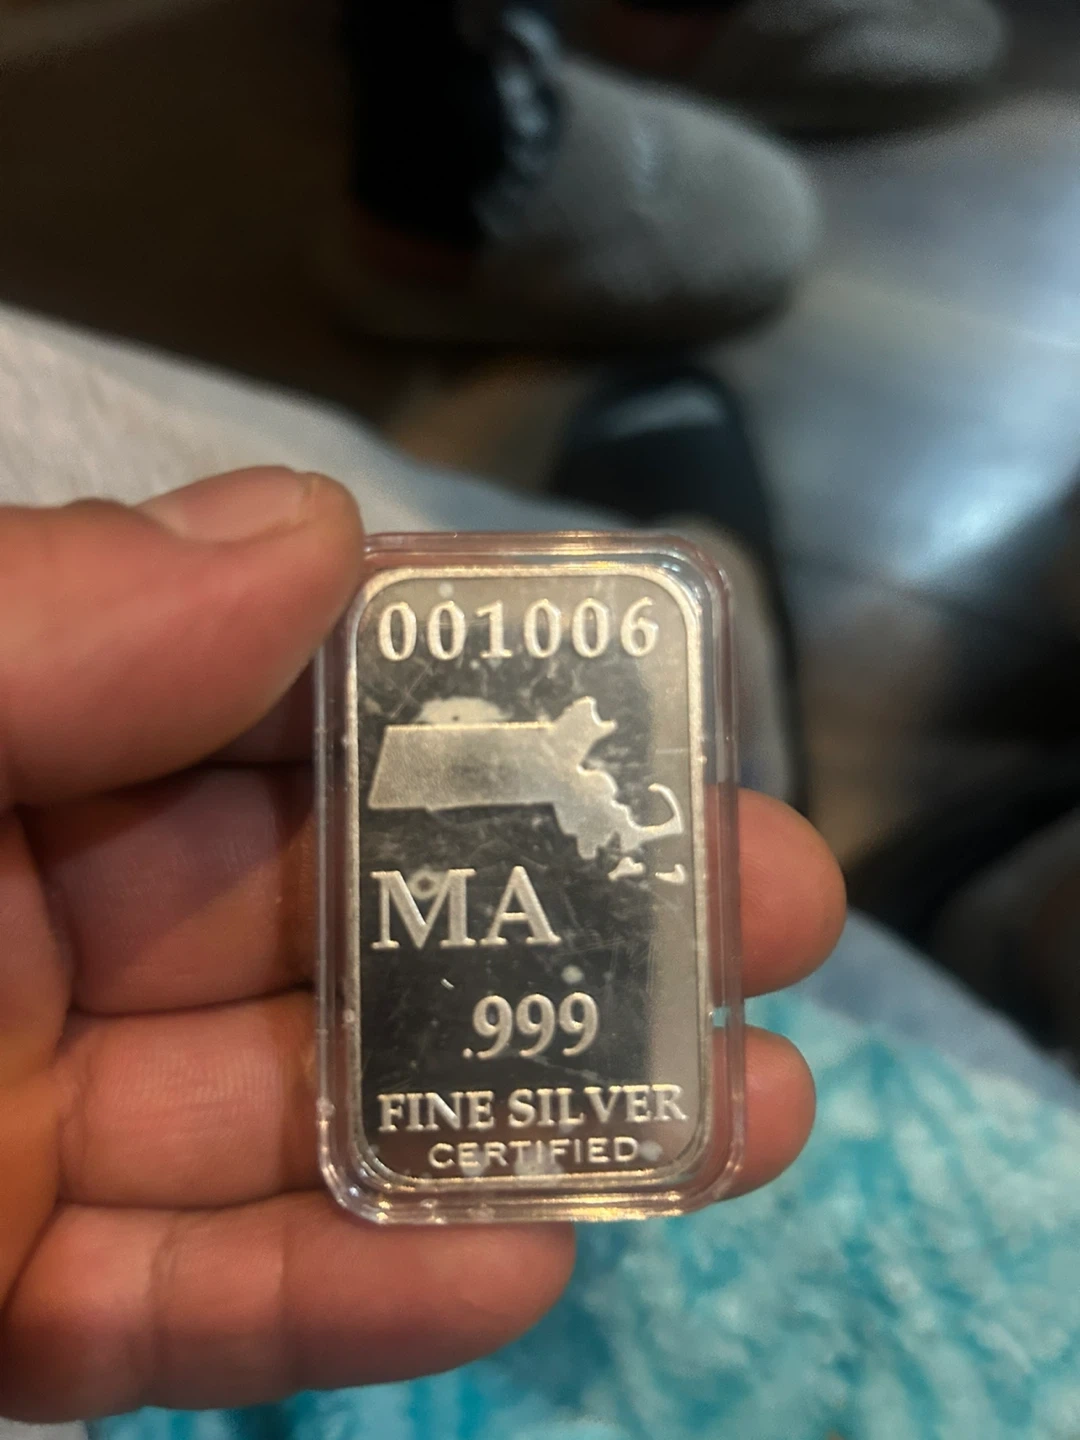 001006
MA
.999
FINE SILVER
CERTIFIED